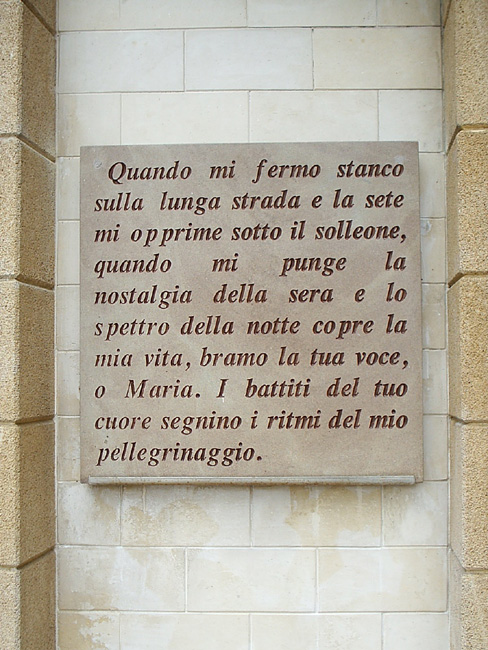 Quando mi fermo stanco
sulla lunga strada e la sete
mi opprime sotto il solleone,
quando mi punge la
nostalgia della sera e lo
spettro della notte copre la
mia vita, bramo la tua voce,
o Maria. I battiti del tuo
cuore segnino i ritmi del mio
pellegrinaggio.